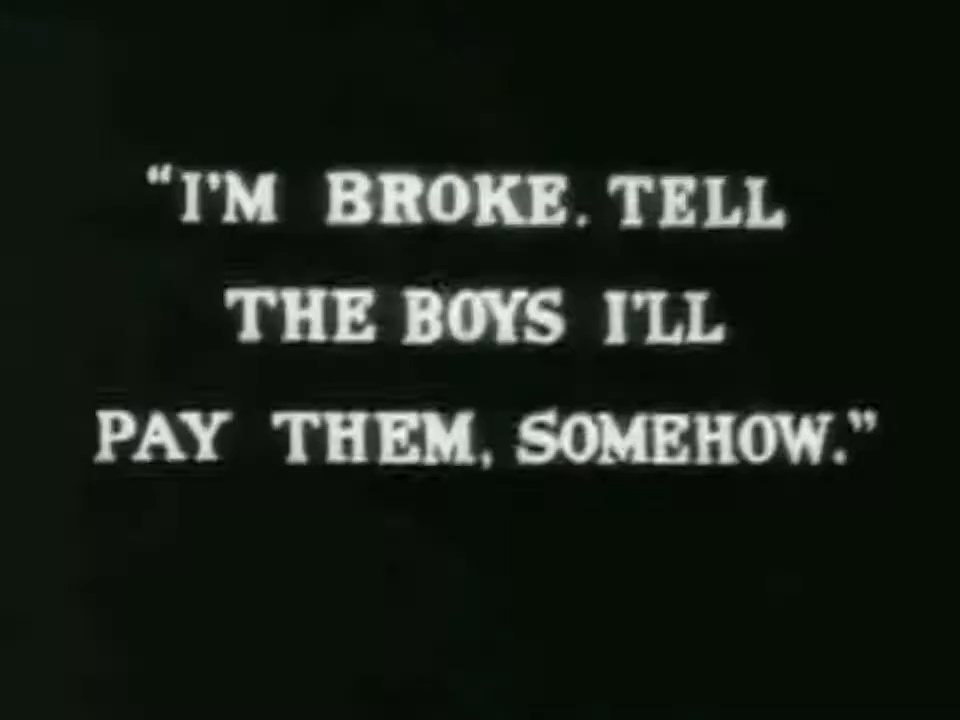 “I'M BROKE. TELL
THE BOYS I'LL
PAY THEM, SOMEHOW.”